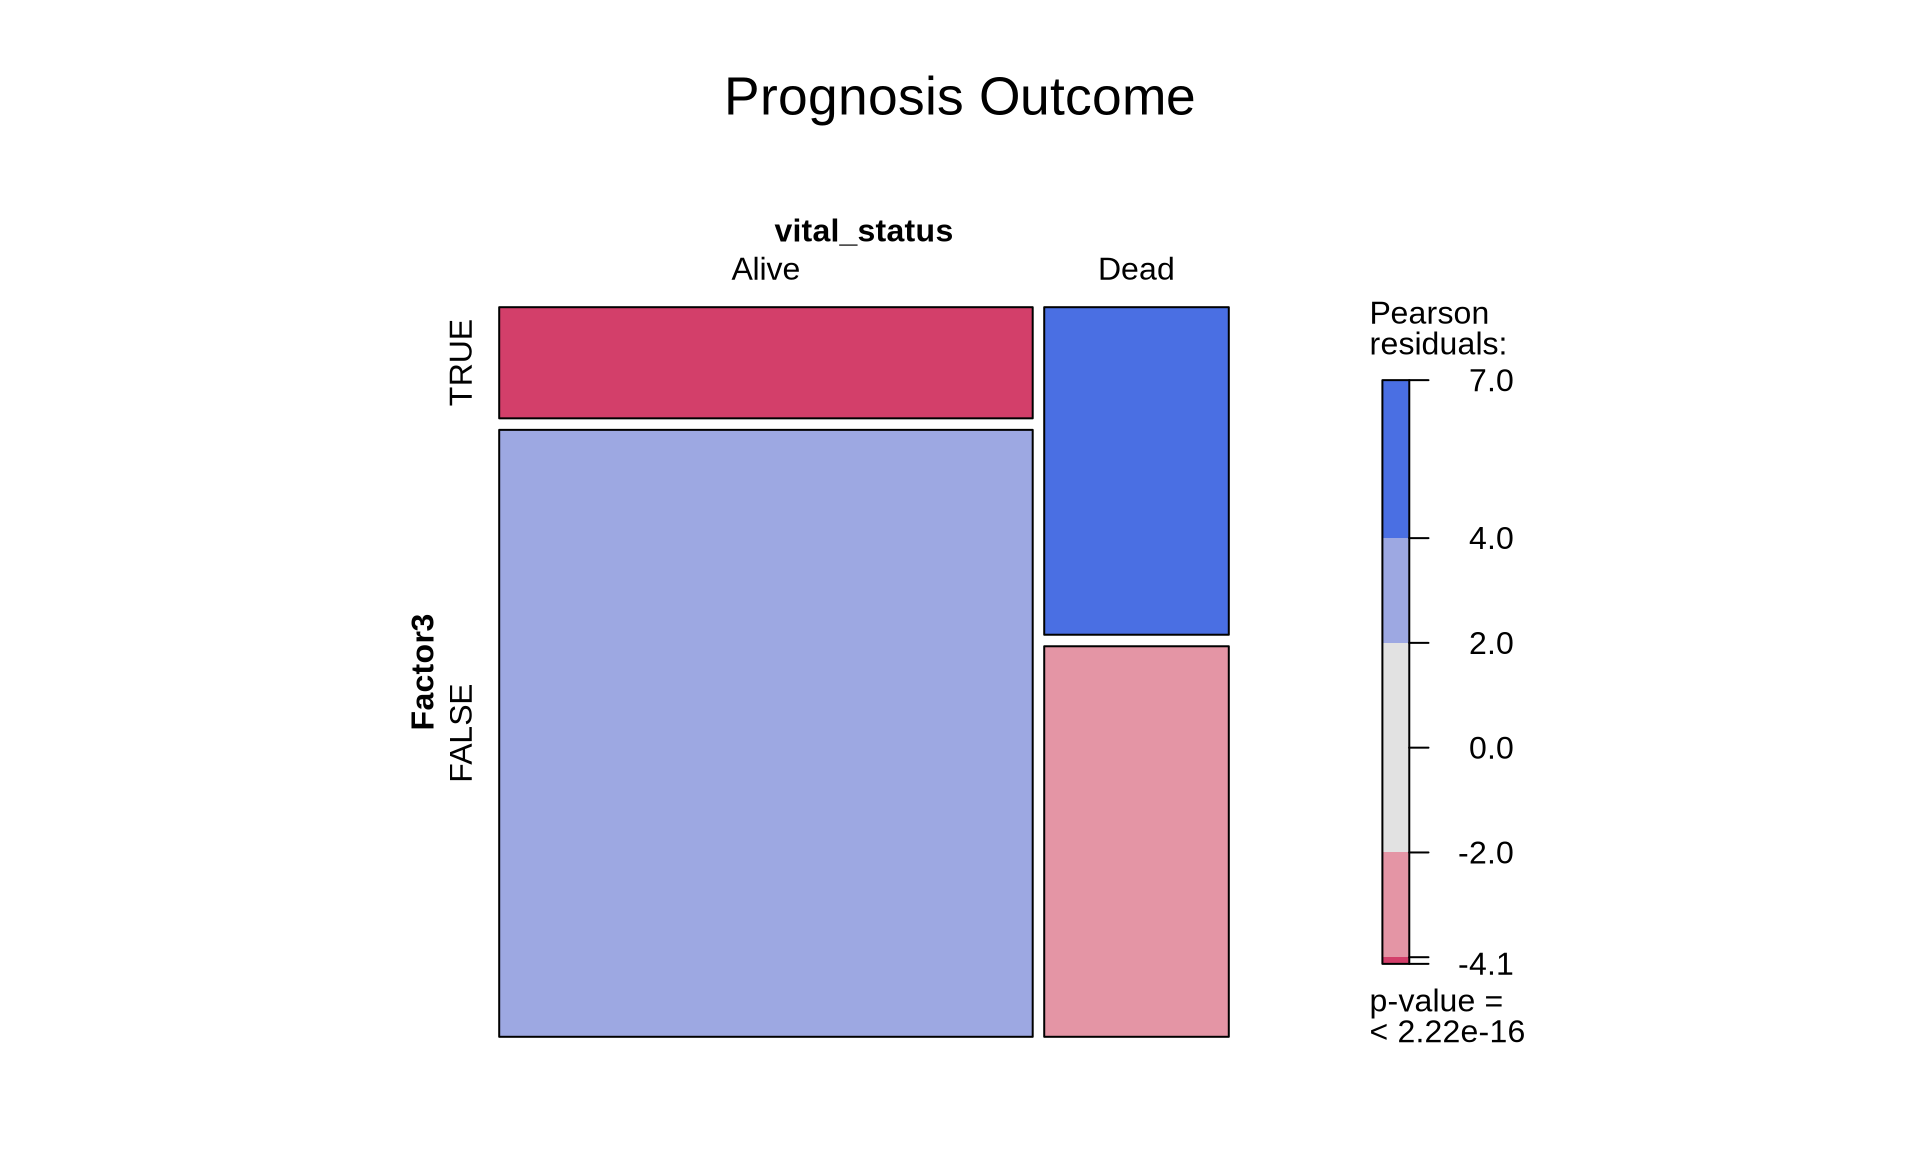 Prognosis Outcome
vital_status
Alive
Dead
Factor3
TRUE
FALSE
Pearson
residuals:
7.0
4.0
2.0
0.0
-2.0
-4.1
p-value =
< 2.22e-16